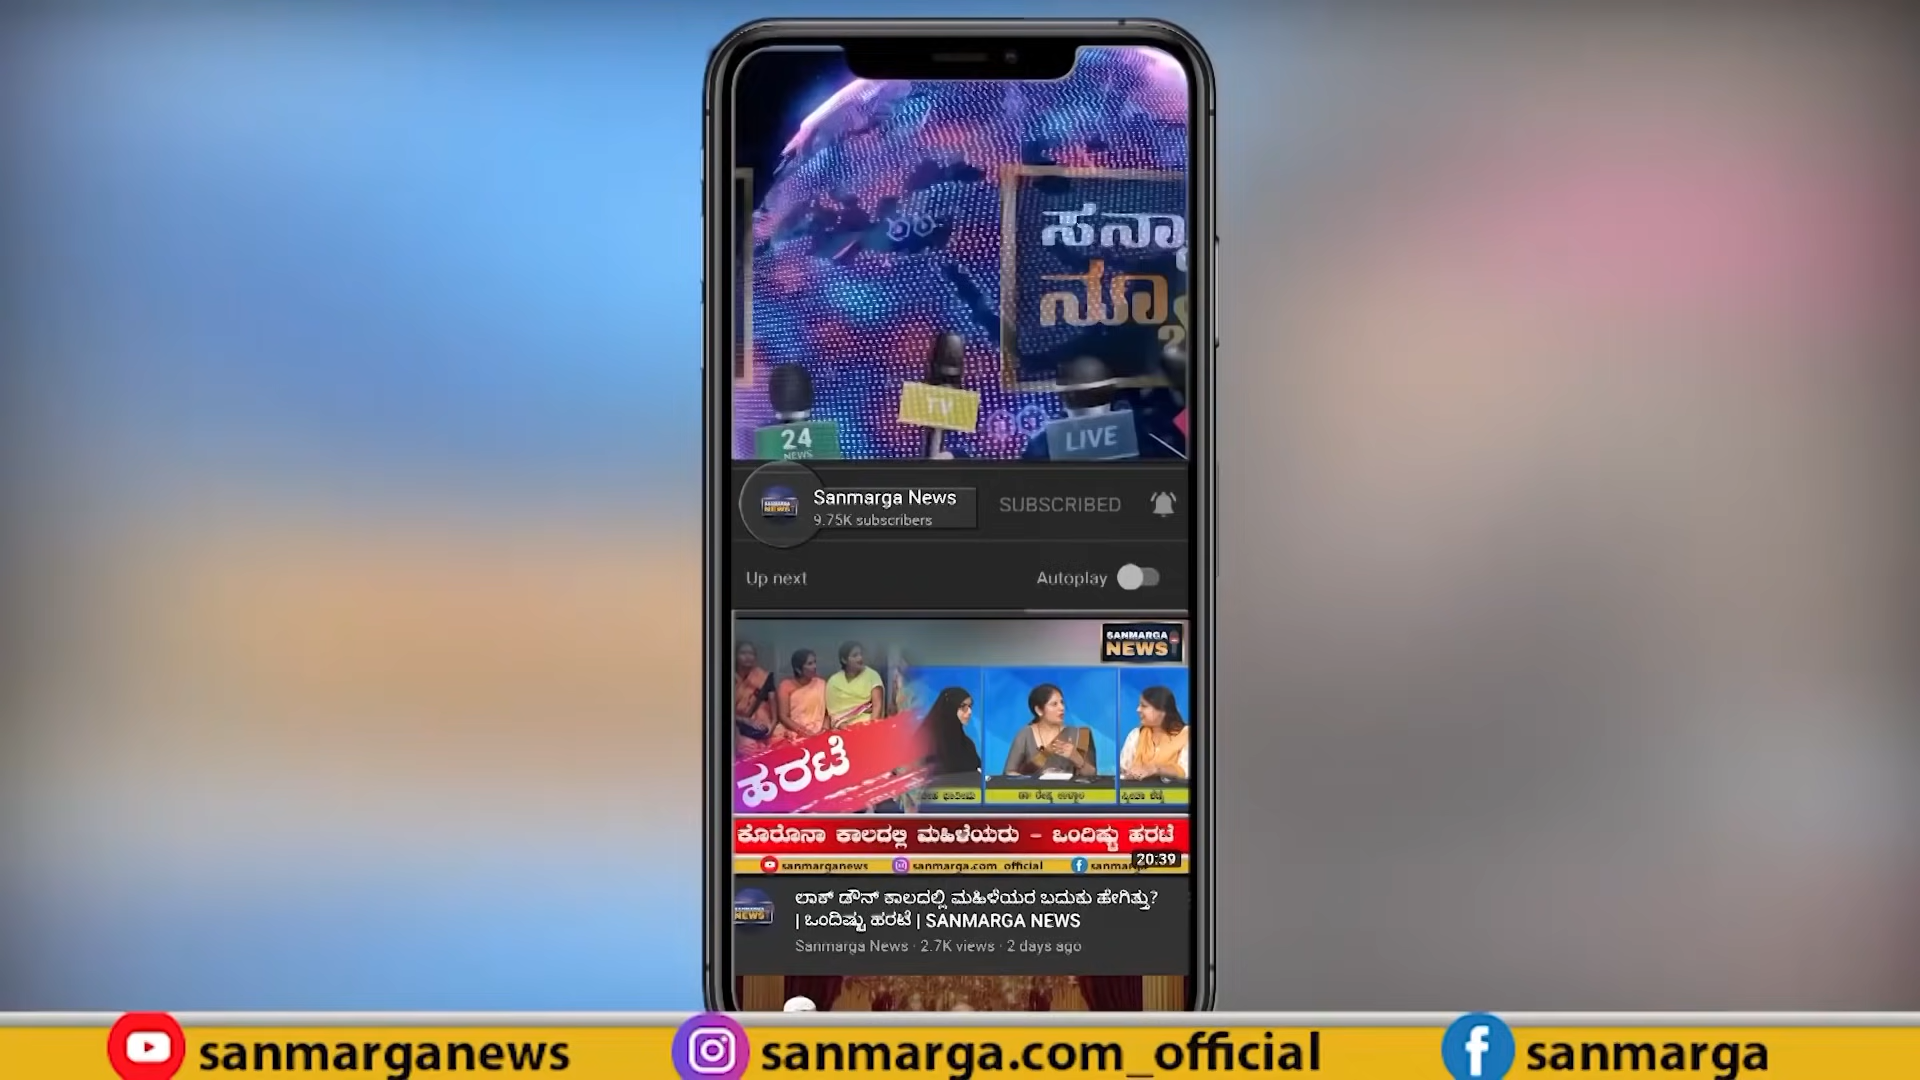 24
NEWS
TV
LIVE
Sanmarga News
9.75K subscribers
SUBSCRIBED
Up next
Autoplay
SANMARGA
NEWS
ಹರಟೆ
ಕೊರೊನಾ ಕಾಲದಲ್ಲಿ ಮಹಿಳೆಯರು - ಒಂದಿಷ್ಟು ಹರಟೆ
sanmarganews
sanmarga.com_official
20:39
ಲಾಕ್ ಡೌನ್ ಕಾಲದಲ್ಲಿ ಮಹಿಳೆಯರ ಬದುಕು ಹೇಗಿತ್ತು?
| ಒಂದಿಷ್ಟು ಹರಟೆ | SANMARGA NEWS
Sanmarga News · 2.7K views · 2 days ago
sanmarganews
sanmarga.com_official
sanmarga